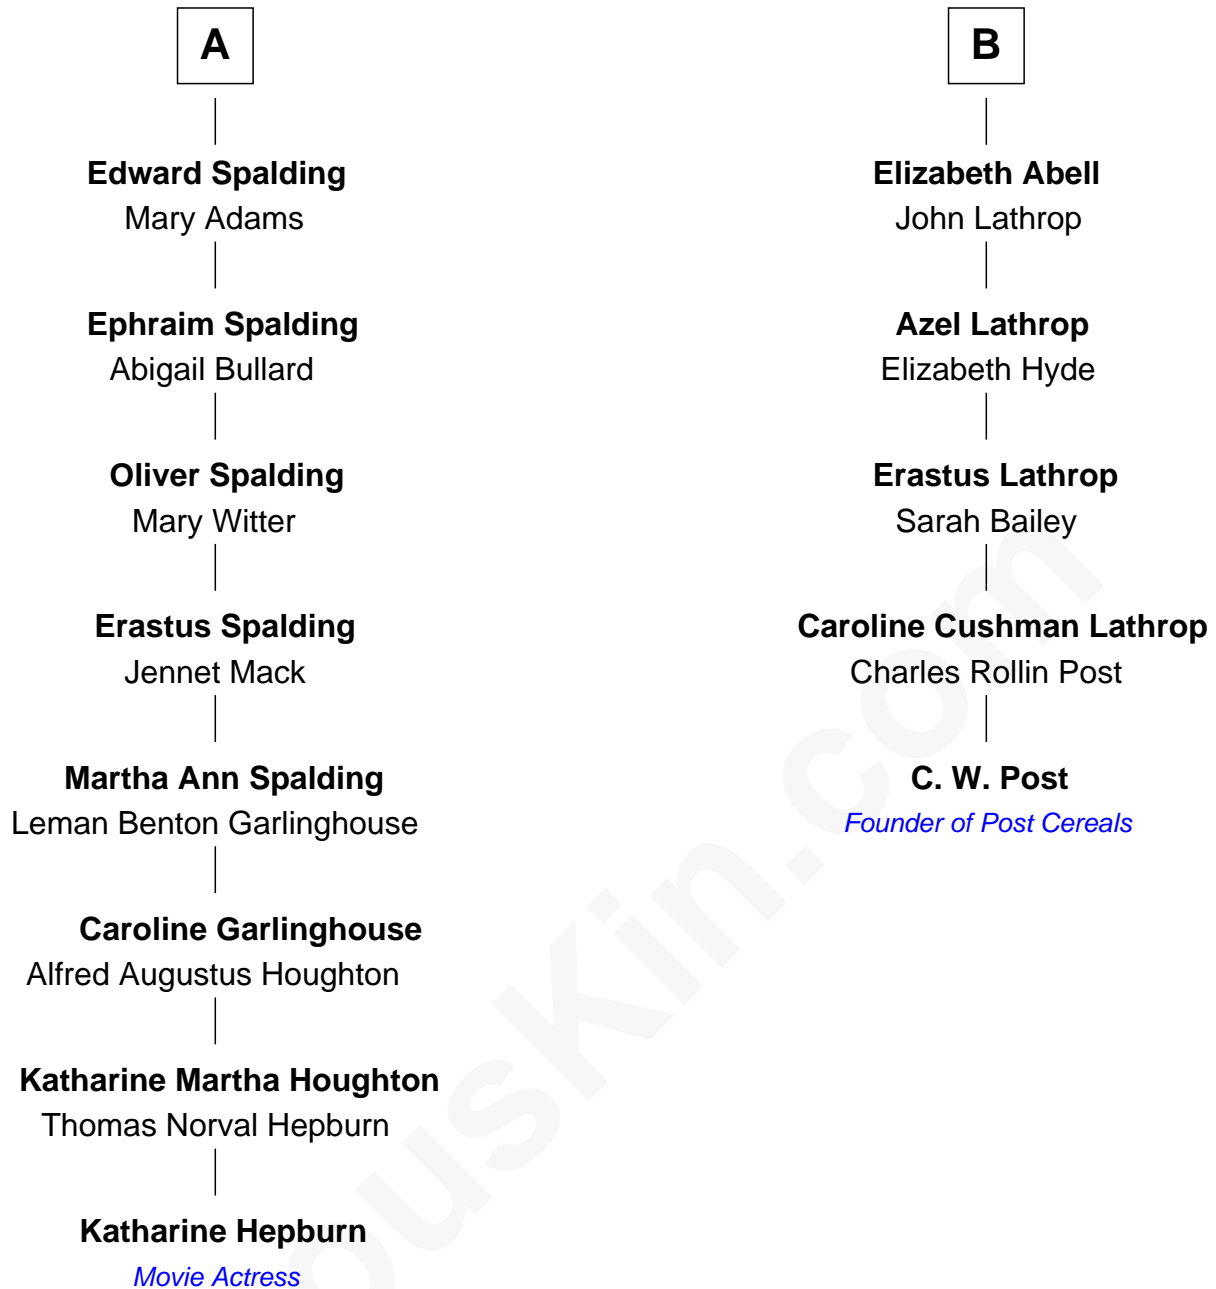 A
Edward Spalding
Mary Adams
Ephraim Spalding
Abigail Bullard
Oliver Spalding
Mary Witter
Erastus Spalding
Jennet Mack
Martha Ann Spalding
Leman Benton Garlinghouse
Caroline Garlinghouse
Alfred Augustus Houghton
Katharine Martha Houghton
Thomas Norval Hepburn
Katharine Hepburn
Movie Actress
B
Elizabeth Abell
John Lathrop
Azel Lathrop
Elizabeth Hyde
Erastus Lathrop
Sarah Bailey
Caroline Cushman Lathrop
Charles Rollin Post
C. W. Post
Founder of Post Cereals
ousKin.com